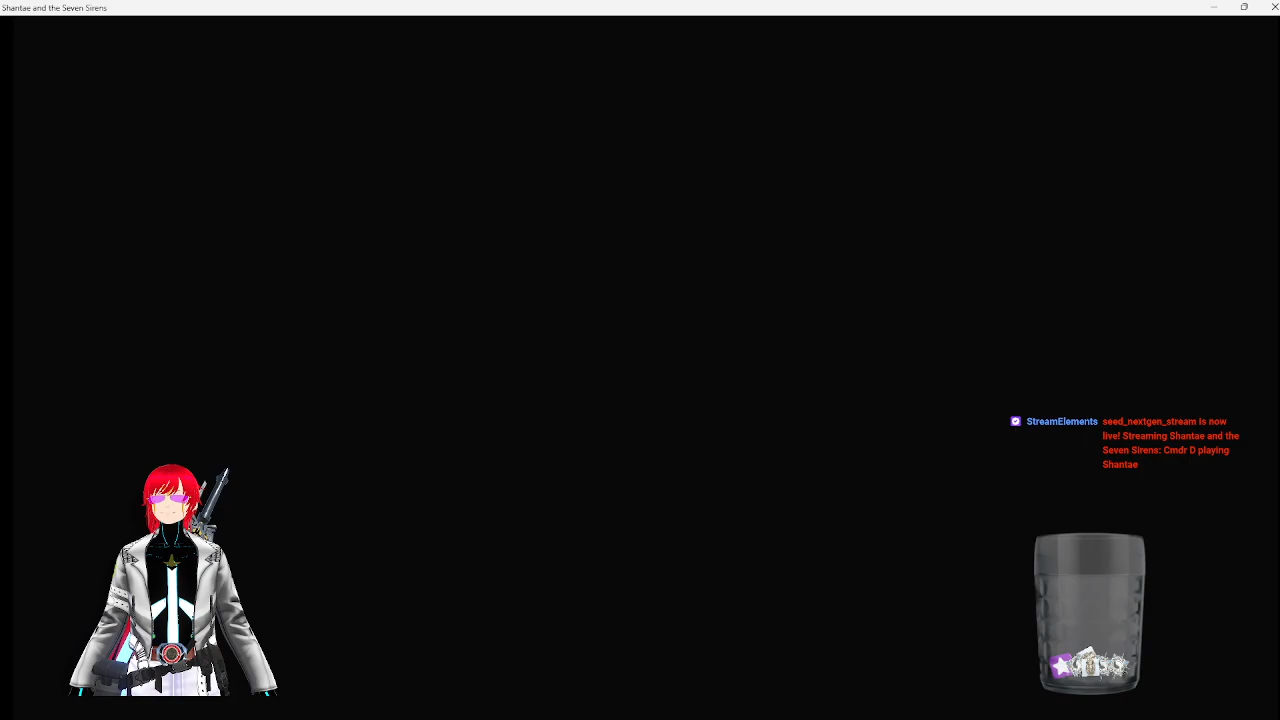 Shantae and the Seven Sirens
StreamElements seed_nextgen_stream is now
live! Streaming Shantae and the
Seven Sirens: Cmdr D playing
Shantae